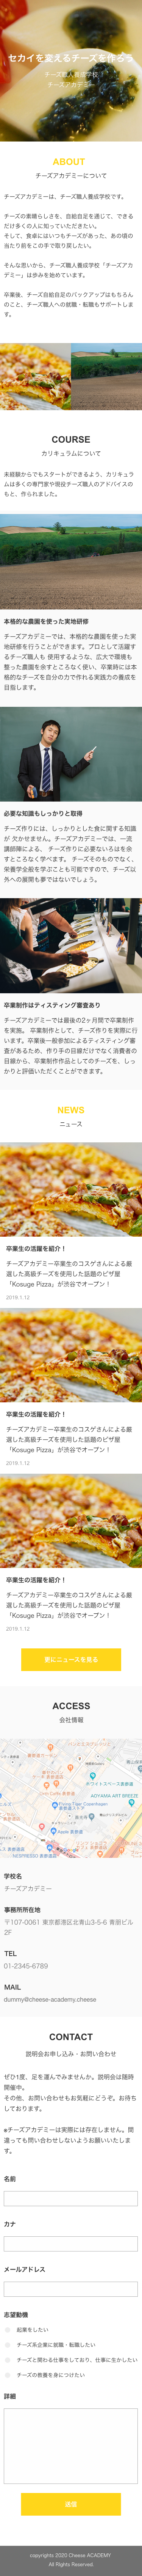 セカイを変えるチーズを作ろう
チーズ職人養成学校
チーズアカデミー
ABOUT
チーズアカデミーについて
チーズアカデミーは、チーズ職人養成学校です。
チーズの素晴らしさを、自給自足を通じて、できる
だけ多くの人に知っていただきたい。
そして、食卓にはいつもチーズがあった、あの頃の
当たり前をこの手で取り戻したい。
そんな思いから、チーズ職人養成学校「チーズアカ
デミー」は歩みを始めています。
卒業後、チーズ自給自足のバックアップはもちろん
のこと、チーズ職人への就職・転職もサポートしま
す。
COURSE
カリキュラムについて
未経験からでもスタートができるよう、カリキュラ
ムは多くの専門家や現役チーズ職人のアドバイスの
もと、作られました。
本格的な農園を使った実地研修
チーズアカデミーでは、本格的な農園を使った実
地研修を行うことができます。プロとして活躍す
るチーズ職人も 使用するような、広大で環境も
整った農園を余すところなく使い、卒業時には本
格的なチーズを自分の力で作れる実践力の養成を
目指します。
必要な知識もしっかりと取得
チーズ作りには、しっかりとした食に関する知識
が 欠かせません。チーズアカデミーでは、一流
講師陣による、 チーズ作りに必要ないろはを余
すところなく学べます。 チーズそのものでなく、
栄養学全般を学ぶことも可能ですので、チーズ以
外への展開も夢ではないでしょう。
卒業制作はティスティング審査あり
チーズアカデミーでは最後の2ヶ月間で卒業制作
を実施。 卒業制作として、チーズ作りを実際に行
います。卒業後一般参加によるティスティング審
査があるため、作り手の目線だけでなく消費者の
目線から、卒業制作作品としてのチーズを、しっ
かりと評価いただくことができます。
NEWS
ニュース
卒業生の活躍を紹介！
チーズアカデミー卒業生のコスゲさんによる厳
選した高級チーズを使用した話題のピザ屋
「Kosuge Pizza」が渋谷でオープン！
2019.1.12
卒業生の活躍を紹介！
チーズアカデミー卒業生のコスゲさんによる厳
選した高級チーズを使用した話題のピザ屋
「Kosuge Pizza」が渋谷でオープン！
2019.1.12
卒業生の活躍を紹介！
チーズアカデミー卒業生のコスゲさんによる厳
選した高級チーズを使用した話題のピザ屋
「Kosuge Pizza」が渋谷でオープン！
2019.1.12
更にニュースを見る
ACCESS
会社情報
ホワイトスペース表参道
AOYAMA ART BREEZE
Flying Tiger Copenhagen
表参道ストア
Apple 表参道
NESPRESSO 表参道
Google
学校名
チーズアカデミー
事務所所在地
〒107-0061 東京都港区北青山3-5-6 青朋ビル
2F
TEL
01-2345-6789
MAIL
dummy@cheese-academy.cheese
CONTACT
説明会お申し込み・お問い合わせ
ぜひ1度、足を運んでみませんか。説明会は随時
開催中。
その他、お問い合わせもお気軽にどうぞ。お待ち
しております。
※チーズアカデミーは実際には存在しません。間
違っても問い合わせしないようお願いいたしま
す。
名前
カナ
メールアドレス
志望動機
起業をしたい
チーズ系企業に就職・転職したい
チーズと関わる仕事をしており、仕事に生かしたい
チーズの教養を身につけたい
詳細
送信
copyrights 2020 Cheese ACADEMY
All Rights Reserved.